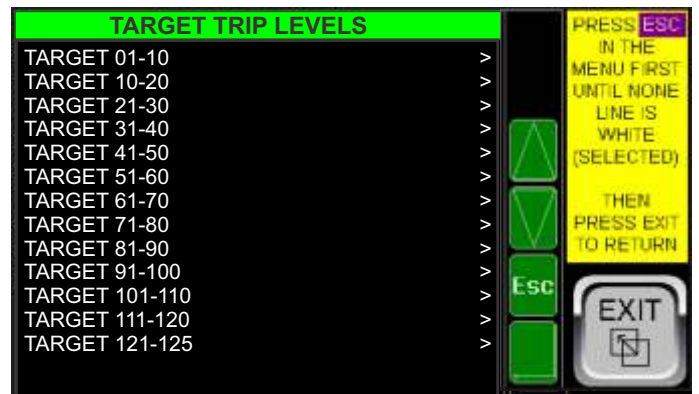 TARGET TRIP LEVELS
TARGET 01-10 >
TARGET 10-20 >
TARGET 21-30 >
TARGET 31-40 >
TARGET 41-50 >
TARGET 51-60 >
TARGET 61-70 >
TARGET 71-80 >
TARGET 81-90 >
TARGET 91-100 >
TARGET 101-110 >
TARGET 111-120 >
TARGET 121-125 >
Esc
PRESS ESC
IN THE
MENU FIRST
UNTIL NONE
LINE IS
WHITE
(SELECTED)
THEN
PRESS EXIT
TO RETURN
EXIT